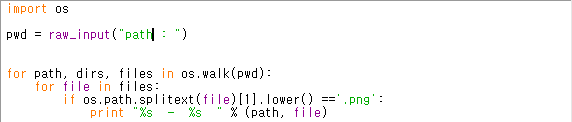 import os
pwd = raw_input("path : ")
for path, dirs, files in os.walk(pwd):
    for file in files:
        if os.path.splitext(file)[1].lower() =='.png':
            print "%s  -  %s  " % (path, file)